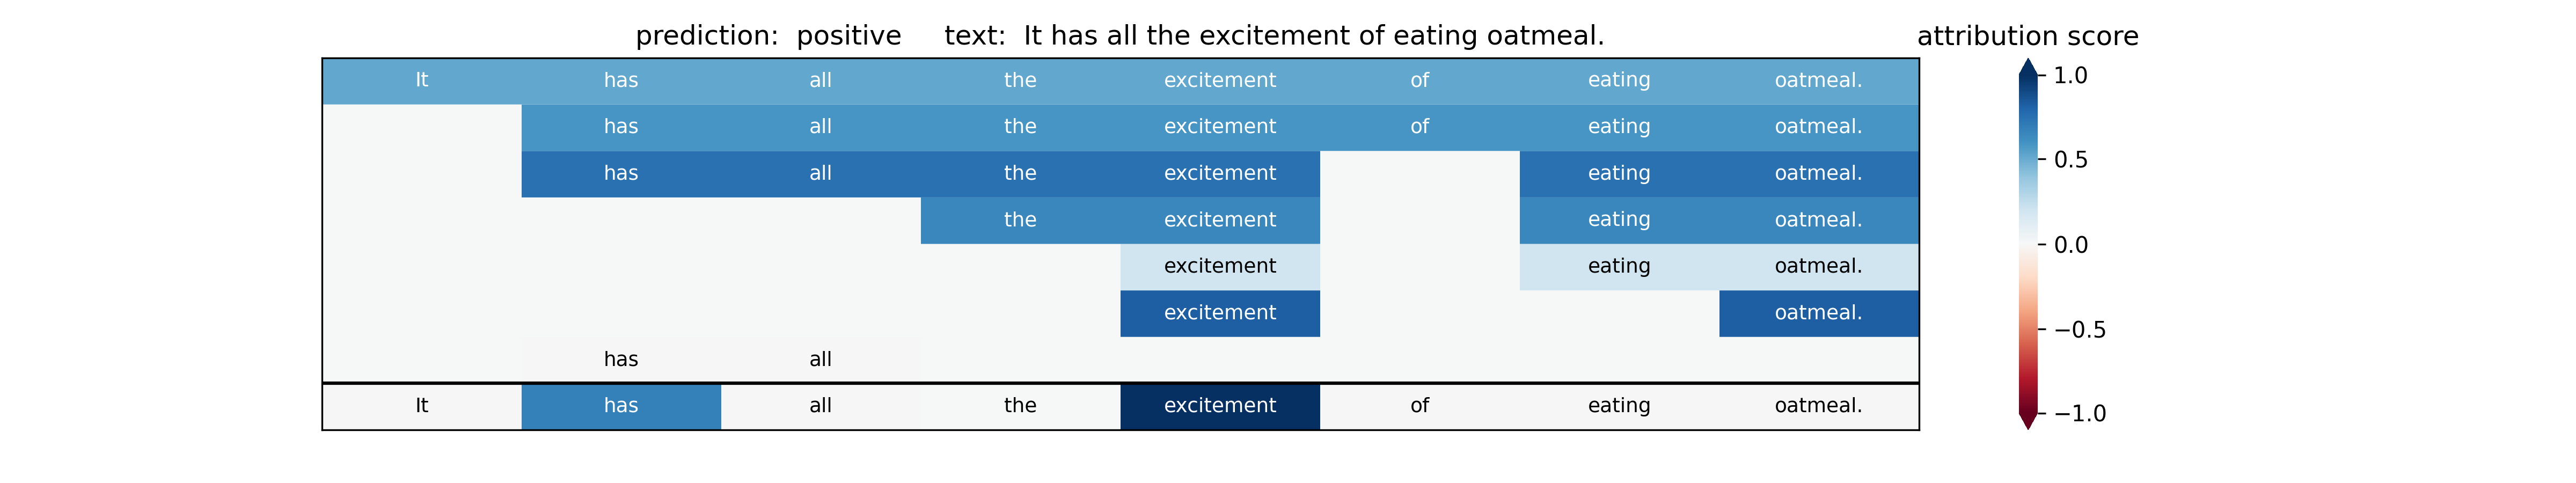 prediction:  positive     text:  It has all the excitement of eating oatmeal.
attribution score
It has all the excitement of eating oatmeal.
has all the excitement of eating oatmeal.
has all the excitement eating oatmeal.
the excitement eating oatmeal.
excitement eating oatmeal.
excitement oatmeal.
has all
It has all the excitement of eating oatmeal.
1.0
0.5
0.0
−0.5
−1.0